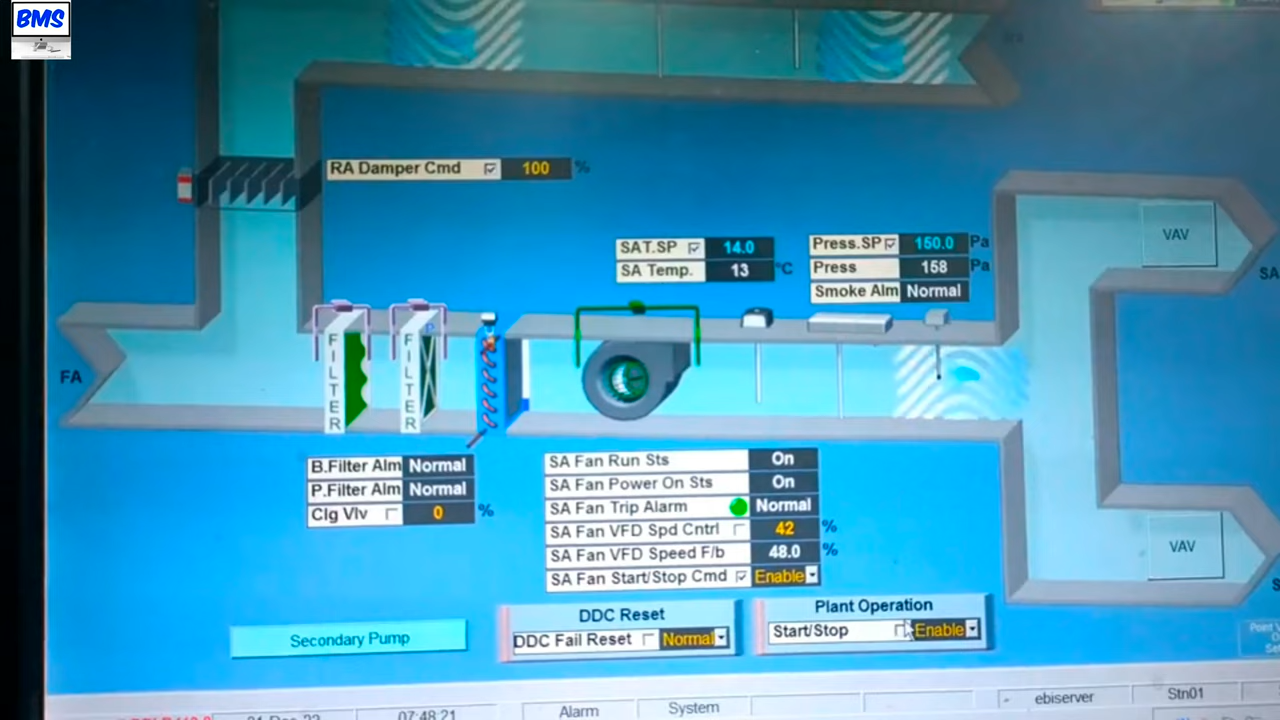 BMS
RA Damper Cmd 100 %
SAT.SP 14.0
SA Temp. 13 °C
Press.SP 150.0 Pa
Press 158 Pa
Smoke Alm Normal
VAV
SA
FA
FILTER
FILTER
B.Filter Alm Normal
P.Filter Alm Normal
Clg Vlv 0 %
SA Fan Run Sts On
SA Fan Power On Sts On
SA Fan Trip Alarm Normal
SA Fan VFD Spd Cntrl 42 %
SA Fan VFD Speed F/b 48.0 %
SA Fan Start/Stop Cmd Enable
VAV
Secondary Pump
DDC Reset
DDC Fail Reset Normal
Plant Operation
Start/Stop Enable
07:48:21
Alarm
System
ebiserver
Stn01